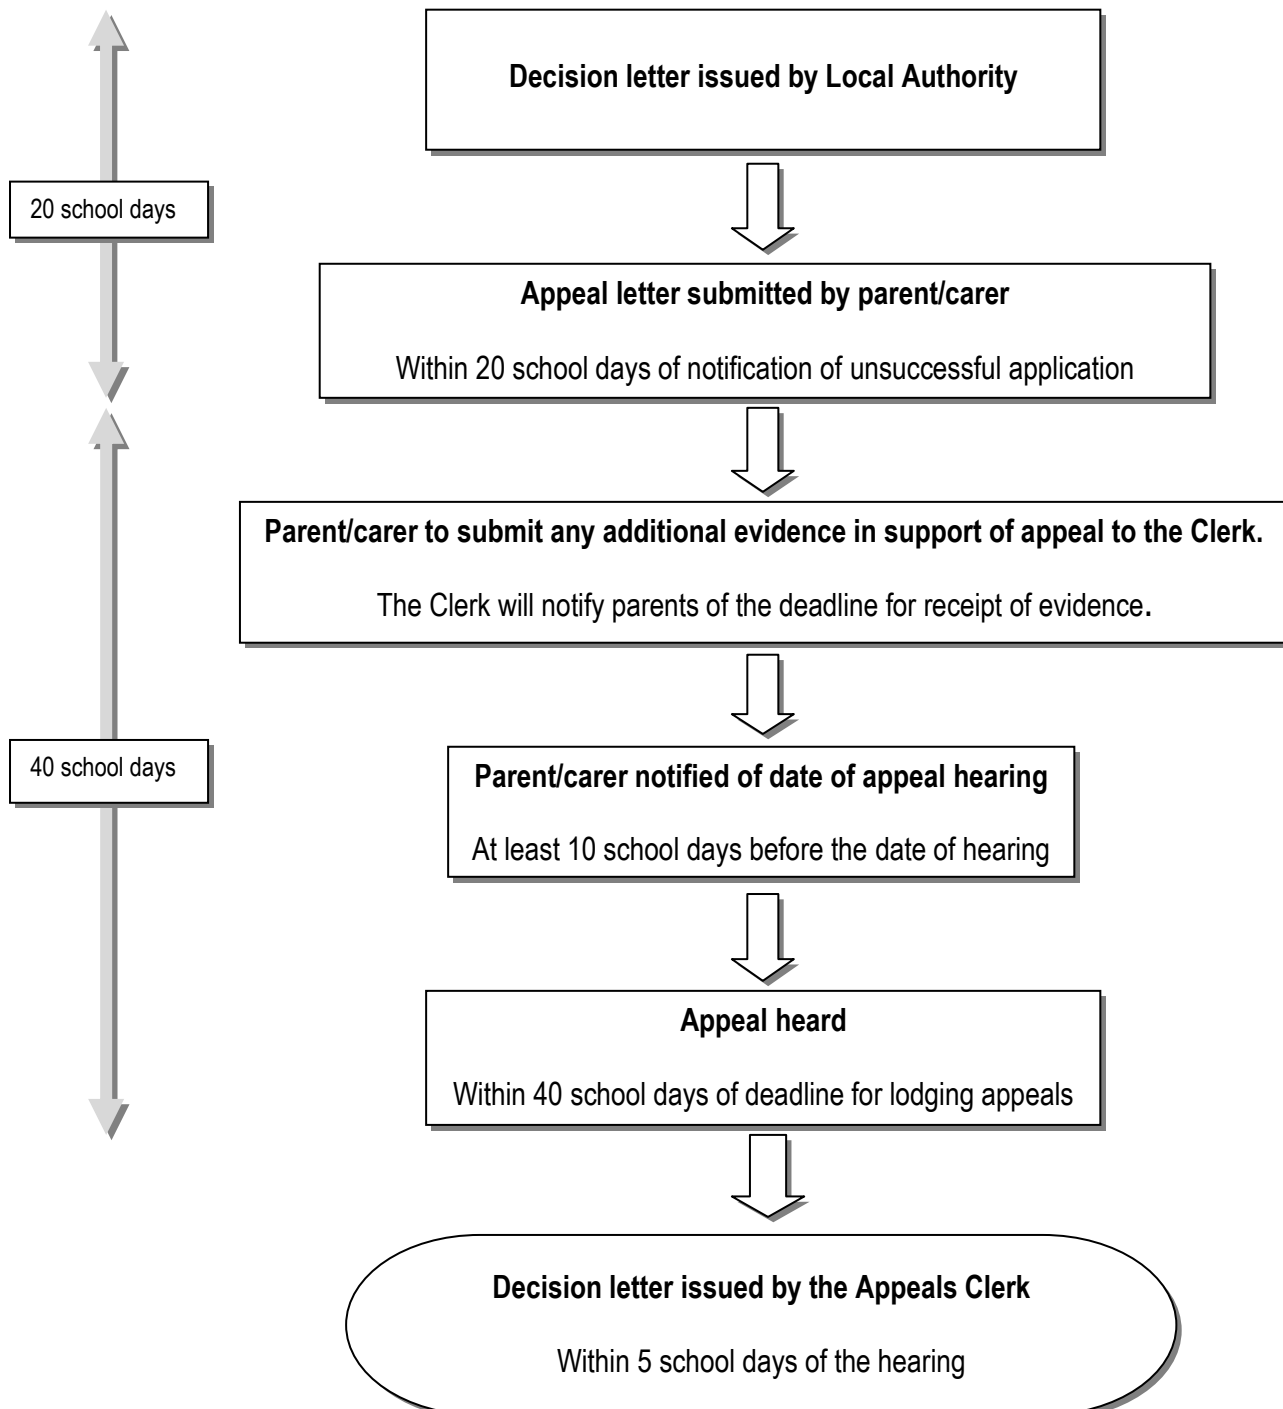 Decision letter issued by Local Authority
20 school days
Appeal letter submitted by parent/carer
Within 20 school days of notification of unsuccessful application
Parent/carer to submit any additional evidence in support of appeal to the Clerk.
The Clerk will notify parents of the deadline for receipt of evidence.
40 school days
Parent/carer notified of date of appeal hearing
At least 10 school days before the date of hearing
Appeal heard
Within 40 school days of deadline for lodging appeals
Decision letter issued by the Appeals Clerk
Within 5 school days of the hearing